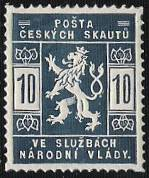 POŠTA
ČESKÝCH SKAUTŮ
10 10
VE SLUŽBÁCH
NÁRODNÍ VLÁDY.